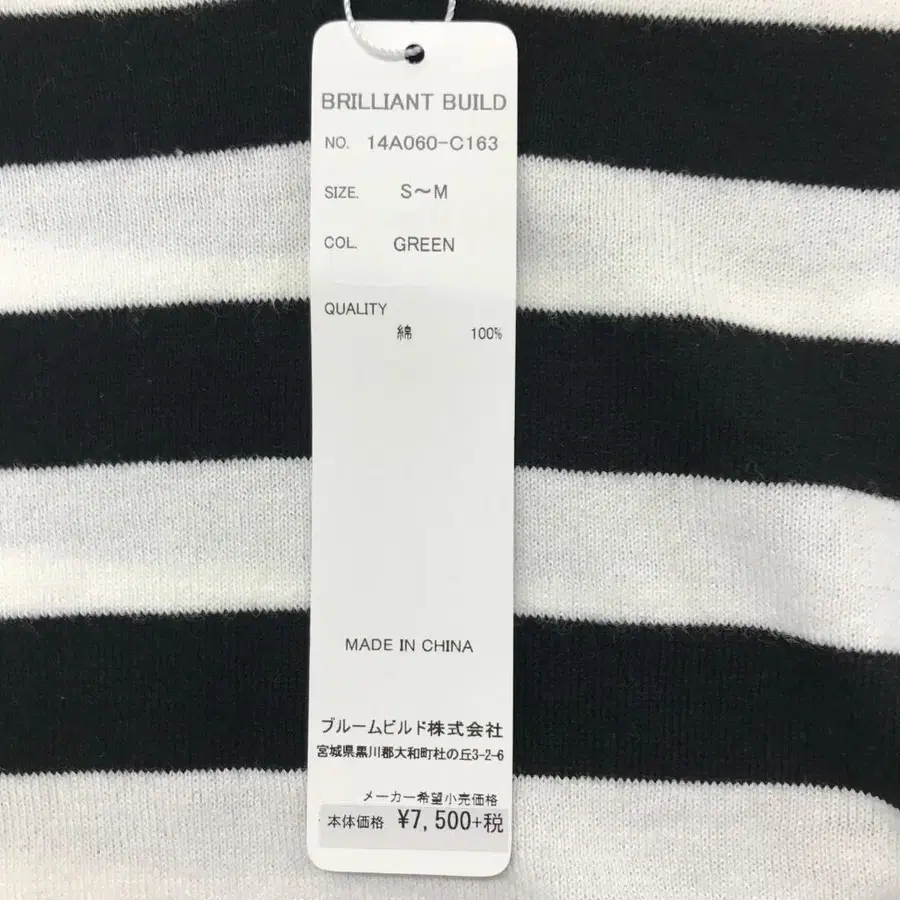 BRILLIANT BUILD
NO. 14A060-C163
SIZE. S～M
COL. GREEN
QUALITY
綿 100%
MADE IN CHINA
ブルームビルド株式会社
宮城県黒川郡大和町杜の丘3-2-6
メーカー希望小売価格
本体価格 ¥7,500+税